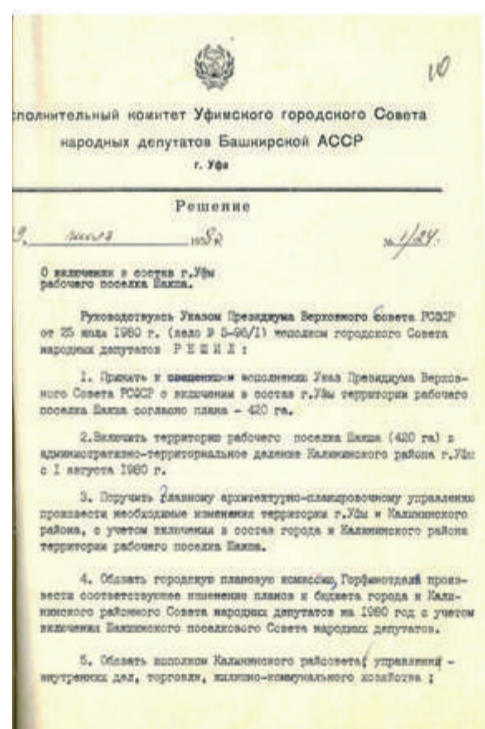 10
сполнительный комитет Уфимского городского Совета
народных депутатов Башкирской АССР
г. Уфа
Решение
9. июля 1980 № 1/24.
О включении в состав г.Уфы
рабочего поселка Шакша.
Руководствуясь Указом Президиума Верховного Совета РСФСР
от 25 июля 1980 г. (дело № 5-96/I) исполком городского Совета
народных депутатов Р Е Ш И Л :
I. Принять к исполнению Указ Президиума Верхов-
ного Совета РСФСР о включении в состав г.Уфы территории рабочего
поселка Шакша согласно плана - 420 га.
2.Включить территорию рабочего поселка Шакша (420 га) в
административно-территориальное деление Калининского района г.Уфы
с I августа 1980 г.
3. Поручить Главному архитектурно-планировочному управлению
произвести необходимые изменения территории г.Уфы и Калининского
района, с учетом включения в состав города и Калининского района
территории рабочего поселка Шакша.
4. Обязать городскую плановую комиссию, Горфинотдел произ-
вести соответствующее изменение планов и бюджета города и Кали-
нинского районного Совета народных депутатов на 1980 год с учетом
включения Шакшинского поселкового Совета народных депутатов.
5. Обязать исполком Калининского райсовета, управления -
внутренних дел, торговли, жилищно-коммунального хозяйства ;